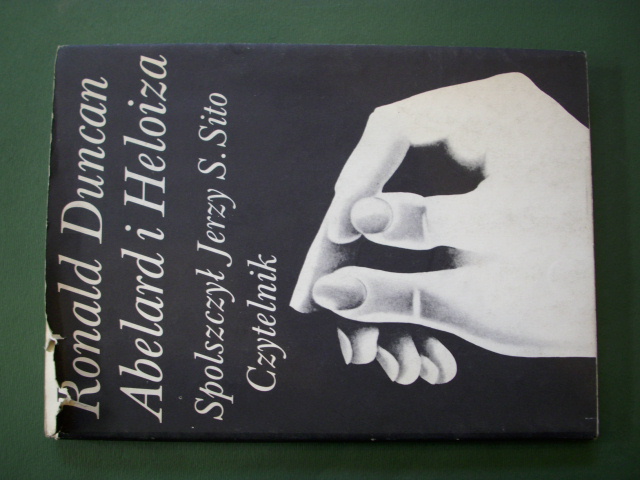 Ronald Duncan
Abelard i Heloiza
Spolszczył Jerzy S. Sito
Czytelnik